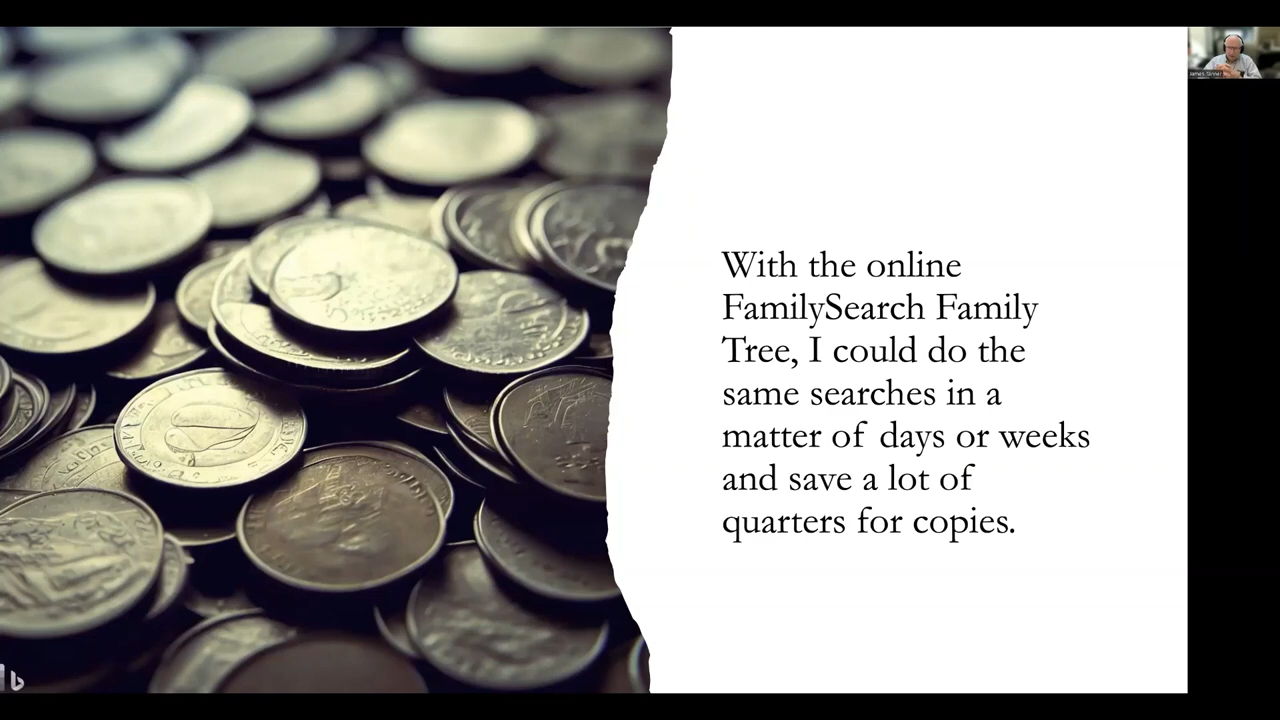 With the online
FamilySearch Family
Tree, I could do the
same searches in a
matter of days or weeks
and save a lot of
quarters for copies.